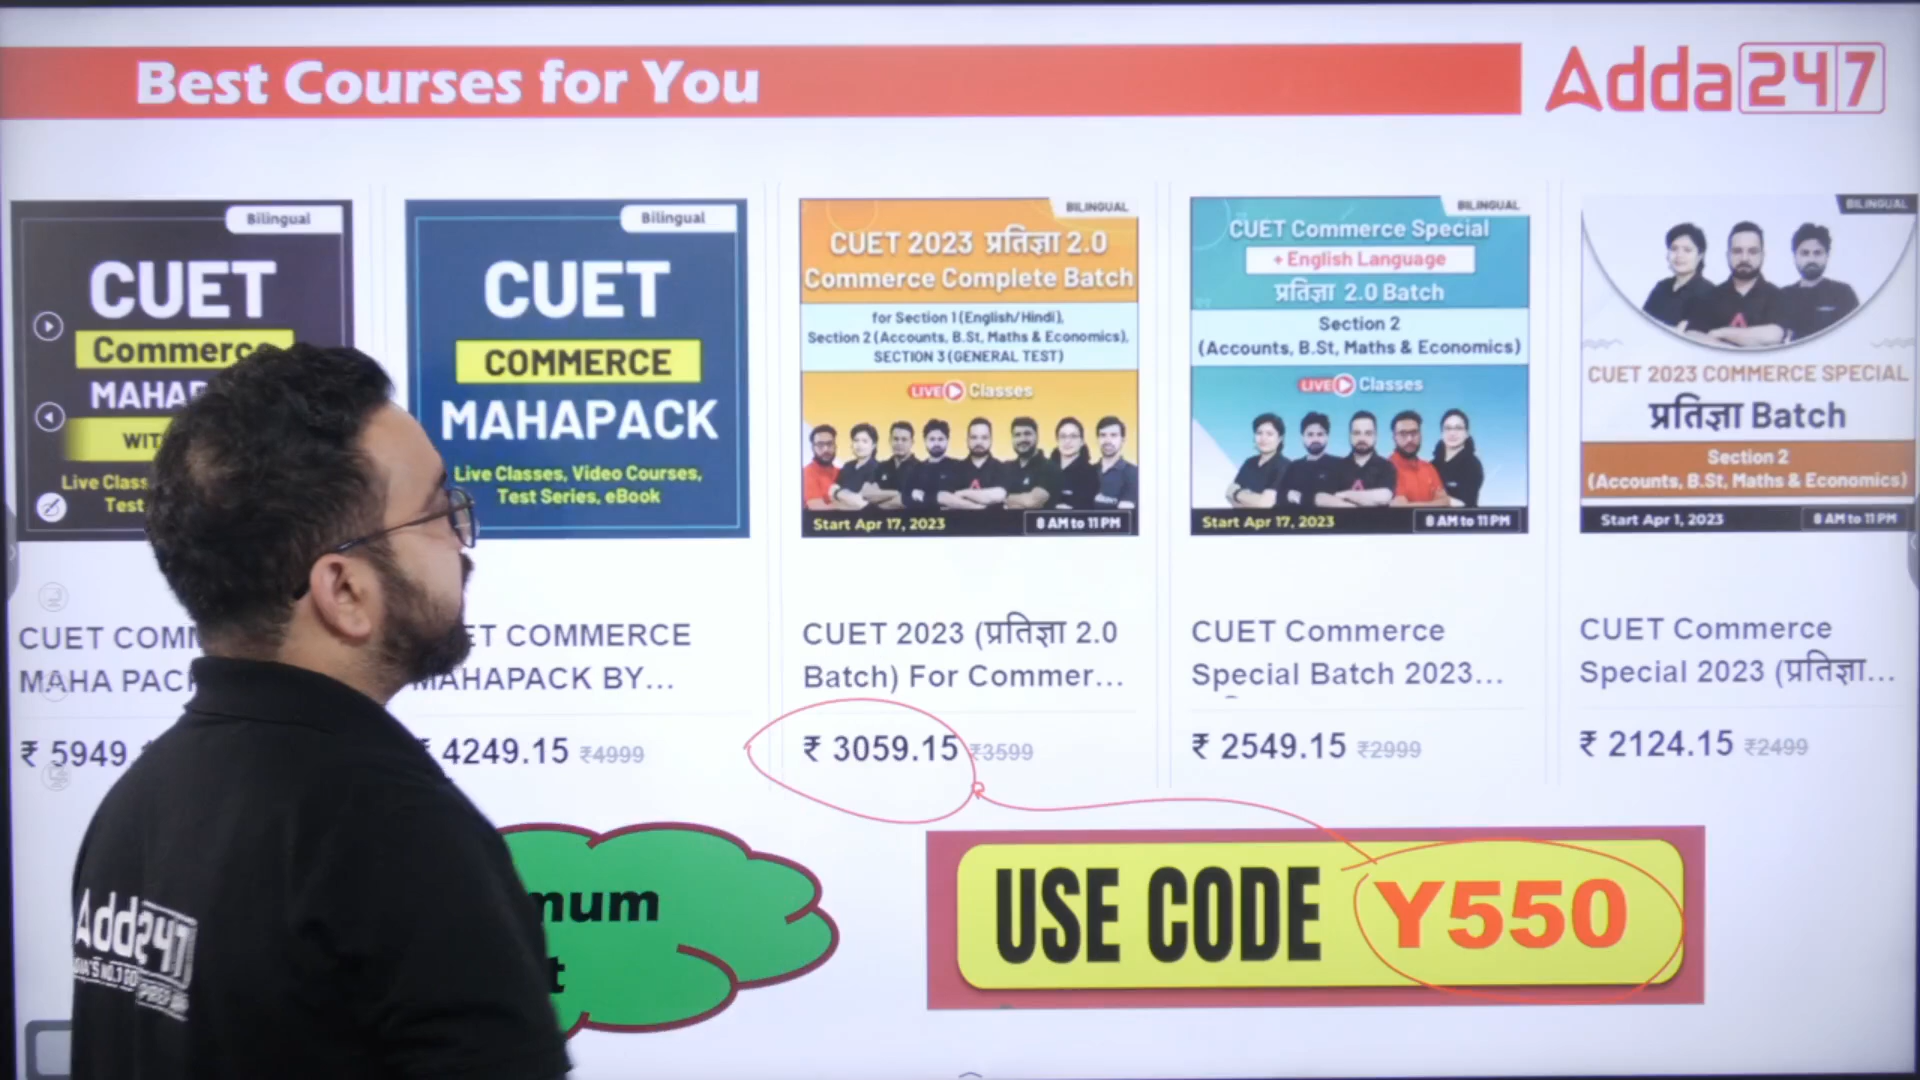 Best Courses for You
Adda247
Bilingual
CUET
Commerce
Live
Test
CUET
MAHA PACK
₹ 5949
Bilingual
CUET
COMMERCE
MAHAPACK
Live Classes, Video Courses,
Test Series, eBook
COMMERCE
MAHAPACK BY...
4249.15 ₹4999
BILINGUAL
CUET 2023 प्रतिज्ञा 2.0
Commerce Complete Batch
for Section 1 (English/Hindi),
Section 2 (Accounts, B.St, Maths & Economics),
SECTION 3 (GENERAL TEST)
LIVE Classes
Start Apr 17, 2023
8 AM to 11 PM
CUET 2023 (प्रतिज्ञा 2.0
Batch) For Commer...
₹ 3059.15 ₹3599
BILINGUAL
CUET Commerce Special
+ English Language
प्रतिज्ञा 2.0 Batch
Section 2
(Accounts, B.St, Maths & Economics)
LIVE Classes
Start Apr 17, 2023
8 AM to 11 PM
CUET Commerce
Special Batch 2023...
₹ 2549.15 ₹2999
BILINGUAL
CUET 2023 COMMERCE SPECIAL
प्रतिज्ञा Batch
Section 2
(Accounts, B.St, Maths & Economics)
Start Apr 1, 2023
8 AM to 11 PM
CUET Commerce
Special 2023 (प्रतिज्ञा...
₹ 2124.15 ₹2499
USE CODE Y550
Adda247